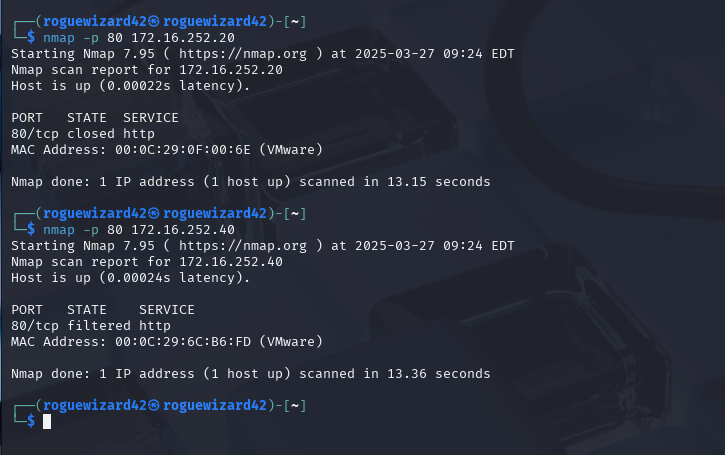 ┌──(roguewizard42㉿roguewizard42)-[~]
└─$ nmap -p 80 172.16.252.20
Starting Nmap 7.95 ( https://nmap.org ) at 2025-03-27 09:24 EDT
Nmap scan report for 172.16.252.20
Host is up (0.00022s latency).

PORT   STATE  SERVICE
80/tcp closed http
MAC Address: 00:0C:29:0F:00:6E (VMware)

Nmap done: 1 IP address (1 host up) scanned in 13.15 seconds

┌──(roguewizard42㉿roguewizard42)-[~]
└─$ nmap -p 80 172.16.252.40
Starting Nmap 7.95 ( https://nmap.org ) at 2025-03-27 09:24 EDT
Nmap scan report for 172.16.252.40
Host is up (0.00024s latency).

PORT   STATE    SERVICE
80/tcp filtered http
MAC Address: 00:0C:29:6C:B6:FD (VMware)

Nmap done: 1 IP address (1 host up) scanned in 13.36 seconds

┌──(roguewizard42㉿roguewizard42)-[~]
└─$